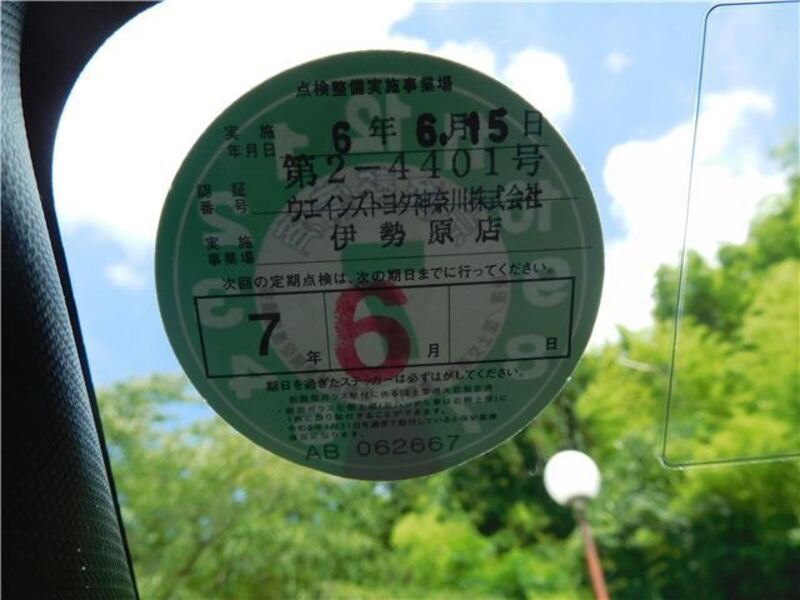 点検整備実施事業場
実施年月日 6年6月15日
認証番号 第2-4401号
ウエインズトヨタ神奈川株式会社
実施事業場 伊勢原店
次回の定期点検は、次の期日までに行ってください。
7年 6月 日
期日を過ぎたステッカーは必ずはがしてください。
AB 062667